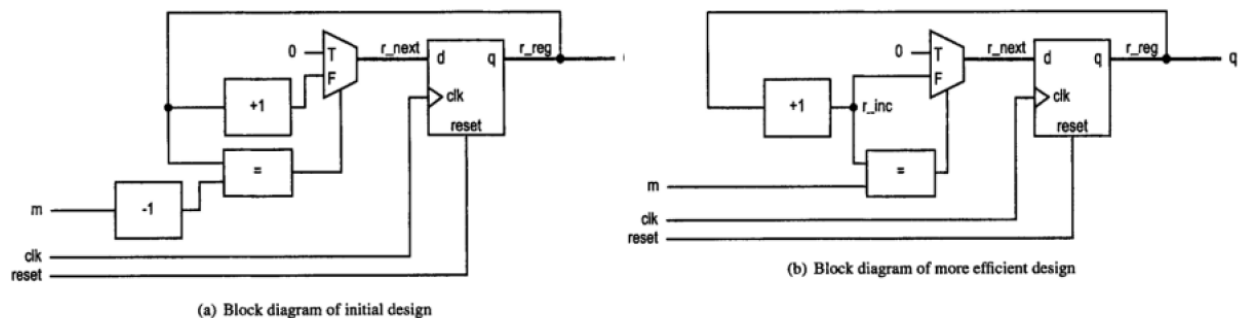 0 T r_next d q r_reg
F
+1 clk
reset
=
m -1
clk
reset
(a) Block diagram of initial design
0 T r_next d q r_reg q
F
+1 r_inc clk
reset
m =
clk
reset
(b) Block diagram of more efficient design